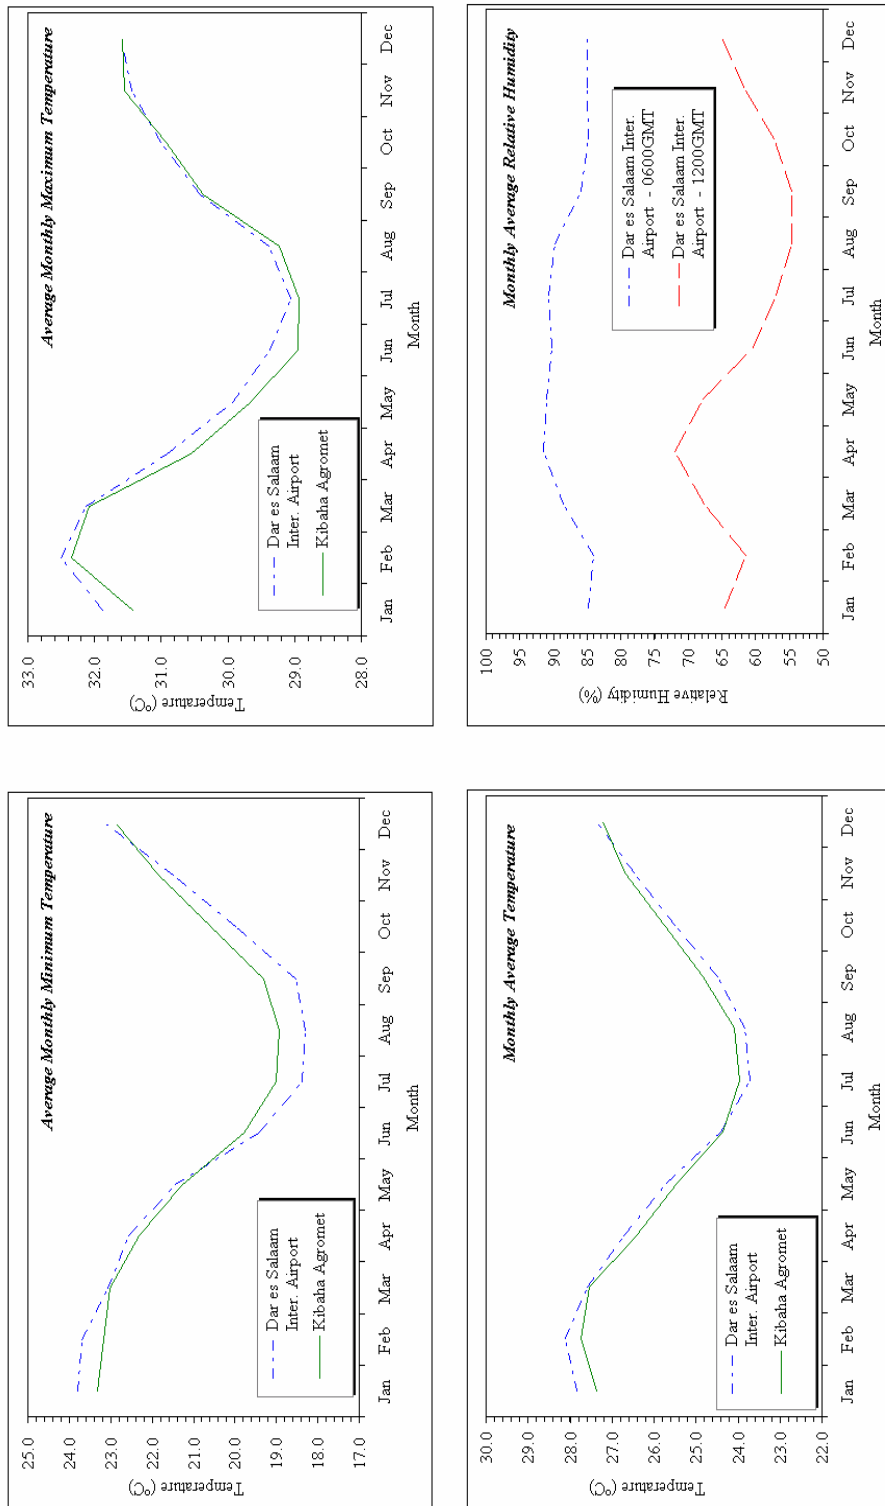 Average Monthly Minimum Temperature
25.0
24.0
23.0
22.0
21.0
20.0
19.0
18.0
17.0
Temperature (°C)
Dar es Salaam
Inter. Airport
Kibaha Agromet
Jan Feb Mar Apr May Jun Jul Aug Sep Oct Nov Dec
Month
Average Monthly Maximum Temperature
33.0
32.0
31.0
30.0
29.0
28.0
Temperature (°C)
Dar es Salaam
Inter. Airport
Kibaha Agromet
Jan Feb Mar Apr May Jun Jul Aug Sep Oct Nov Dec
Month
Monthly Average Temperature
30.0
28.0
26.0
24.0
22.0
Temperature (°C)
Dar es Salaam
Inter. Airport
Kibaha Agromet
Jan Feb Mar Apr May Jun Jul Aug Sep Oct Nov Dec
Month
Monthly Average Relative Humidity
100
95
90
85
80
75
70
65
60
55
50
Relative Humidity (%)
Dar es Salaam Inter.
Airport - 0600GMT
Dar es Salaam Inter.
Airport - 1200GMT
Jan Feb Mar Apr May Jun Jul Aug Sep Oct Nov Dec
Month